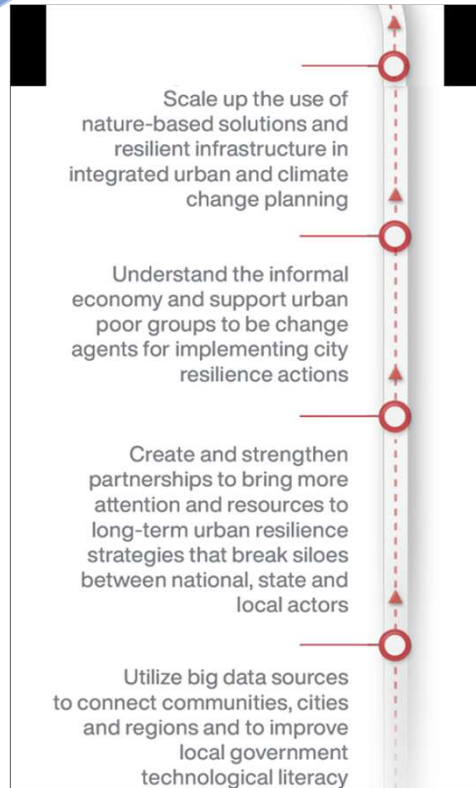 Scale up the use of
nature-based solutions and
resilient infrastructure in
integrated urban and climate
change planning
Understand the informal
economy and support urban
poor groups to be change
agents for implementing city
resilience actions
Create and strengthen
partnerships to bring more
attention and resources to
long-term urban resilience
strategies that break siloes
between national, state and
local actors
Utilize big data sources
to connect communities, cities
and regions and to improve
local government
technological literacy